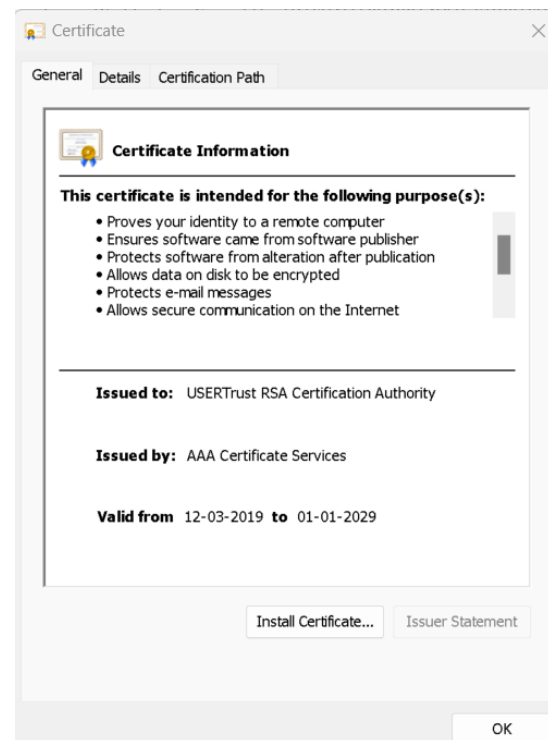 Certificate
General Details Certification Path
Certificate Information
This certificate is intended for the following purpose(s):
• Proves your identity to a remote computer
• Ensures software came from software publisher
• Protects software from alteration after publication
• Allows data on disk to be encrypted
• Protects e-mail messages
• Allows secure communication on the Internet
Issued to: USERTrust RSA Certification Authority
Issued by: AAA Certificate Services
Valid from 12-03-2019 to 01-01-2029
Install Certificate... Issuer Statement
OK